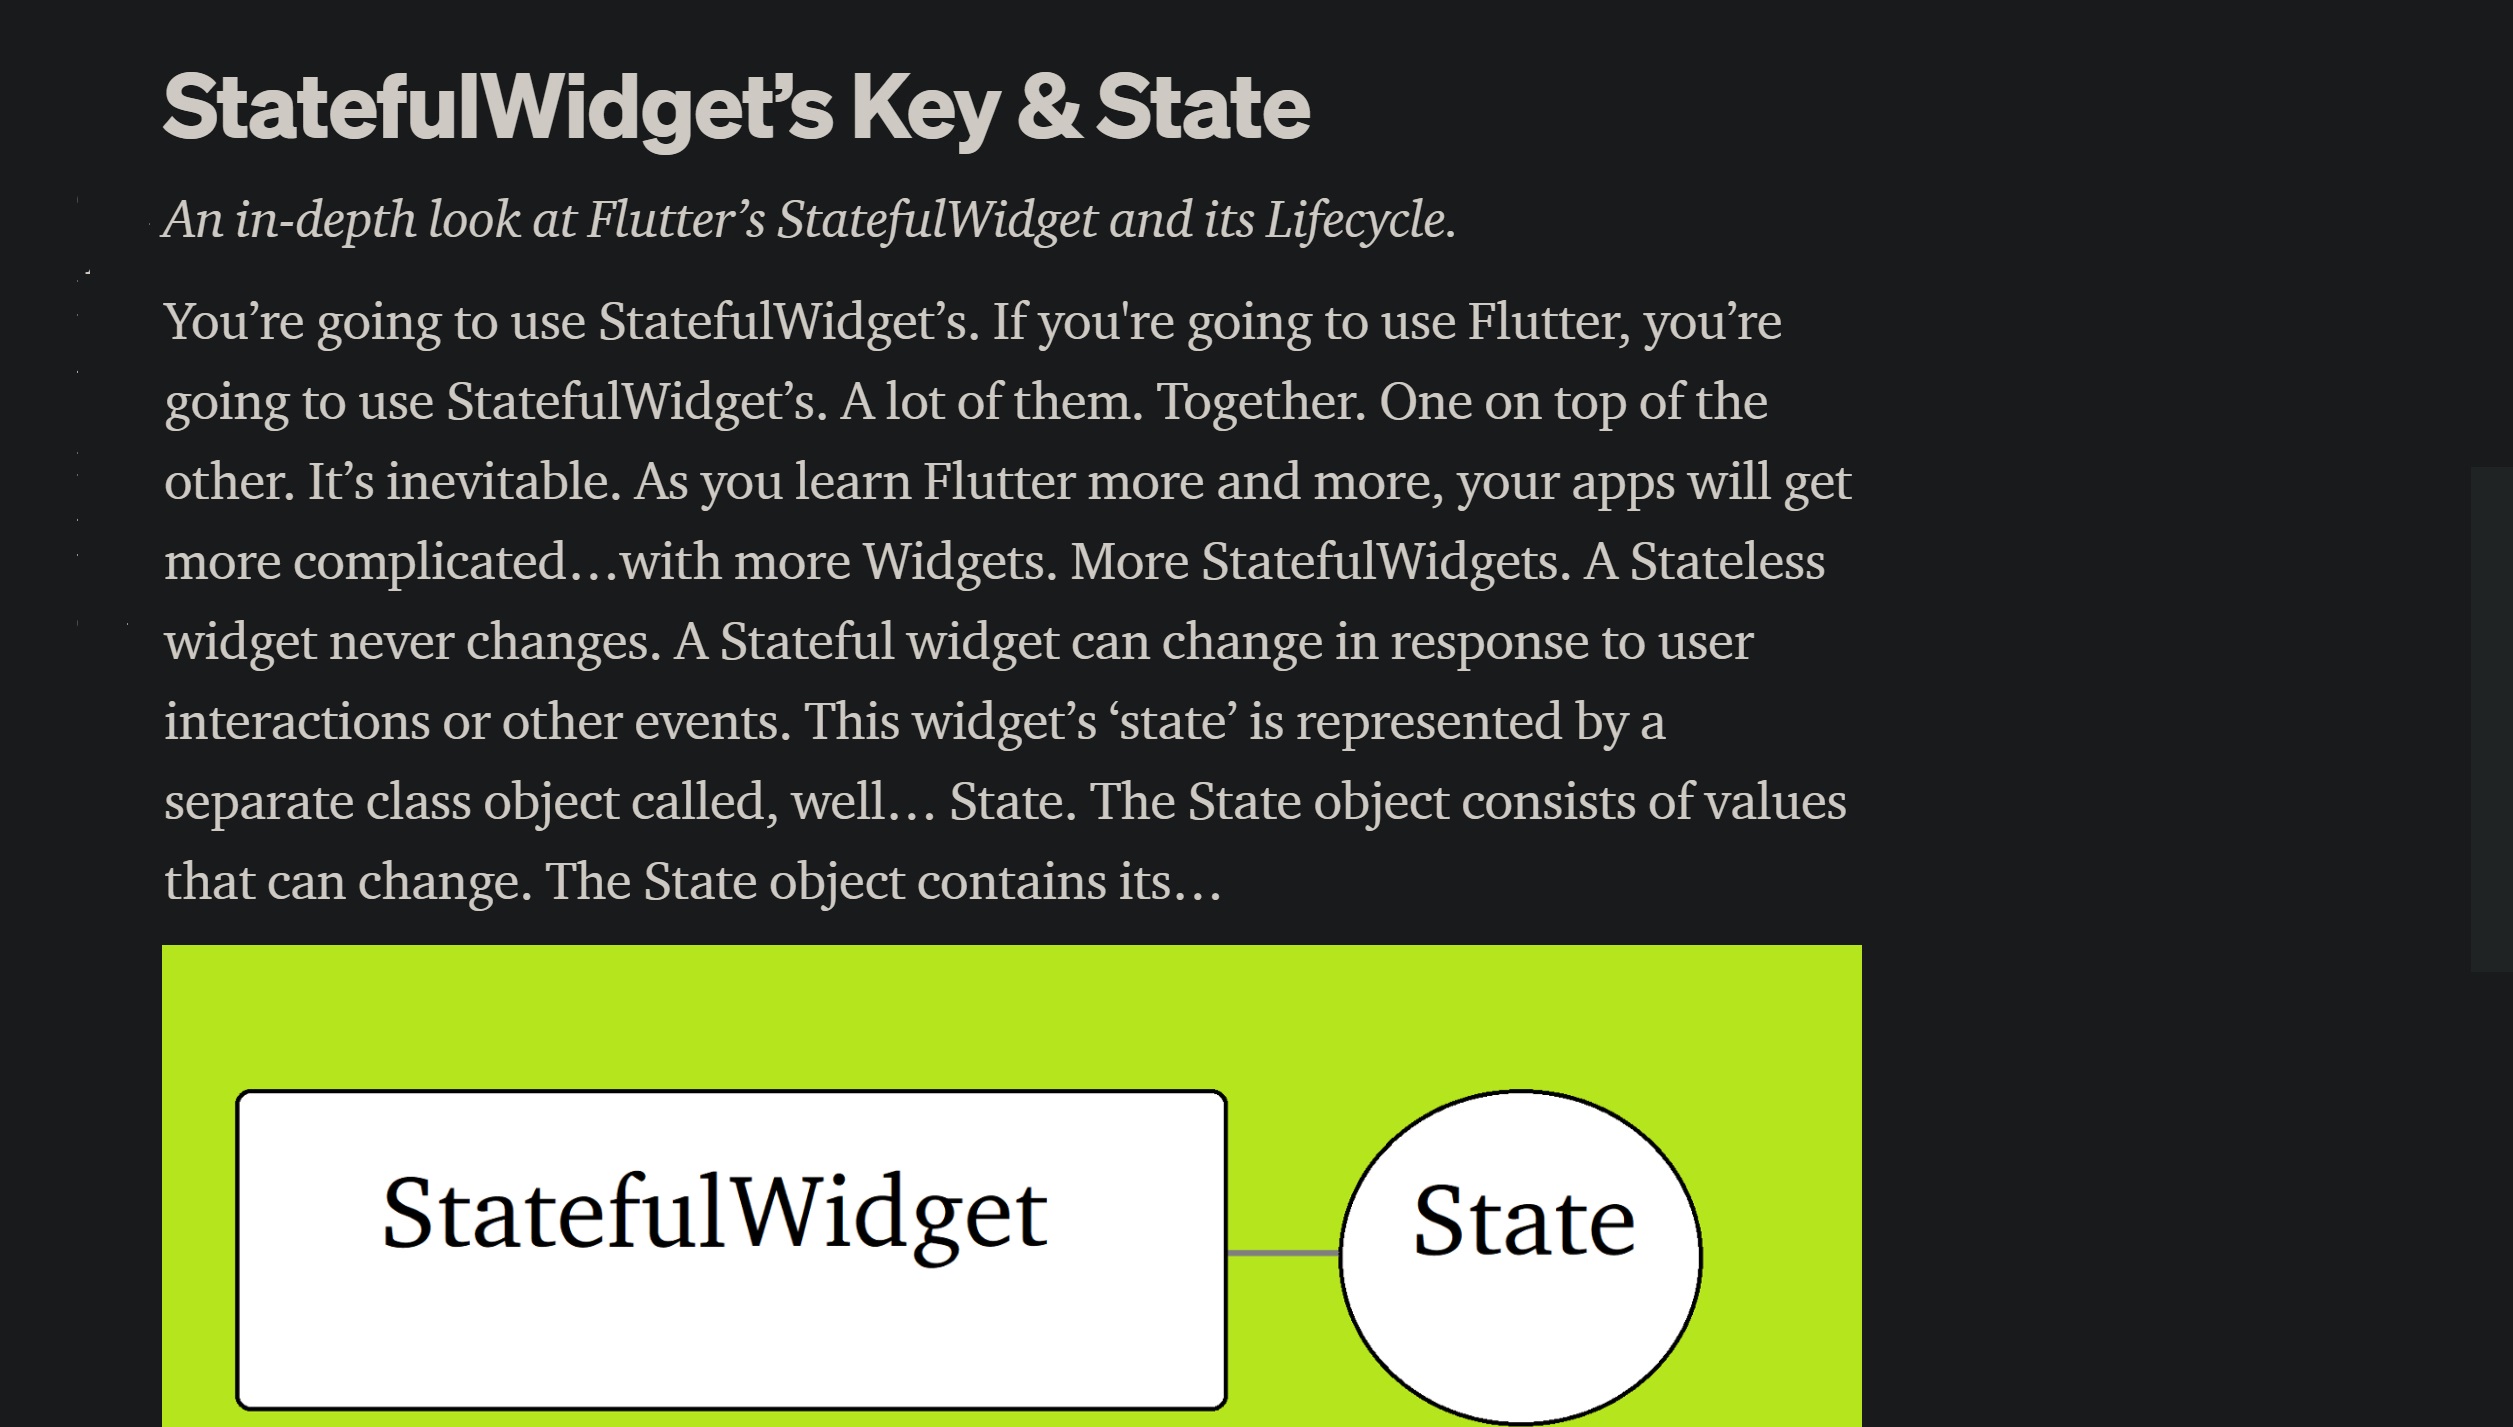 StatefulWidget’s Key & State
An in-depth look at Flutter’s StatefulWidget and its Lifecycle.
You’re going to use StatefulWidget’s. If you're going to use Flutter, you’re
going to use StatefulWidget’s. A lot of them. Together. One on top of the
other. It’s inevitable. As you learn Flutter more and more, your apps will get
more complicated…with more Widgets. More StatefulWidgets. A Stateless
widget never changes. A Stateful widget can change in response to user
interactions or other events. This widget’s ‘state’ is represented by a
separate class object called, well… State. The State object consists of values
that can change. The State object contains its…
StatefulWidget
State